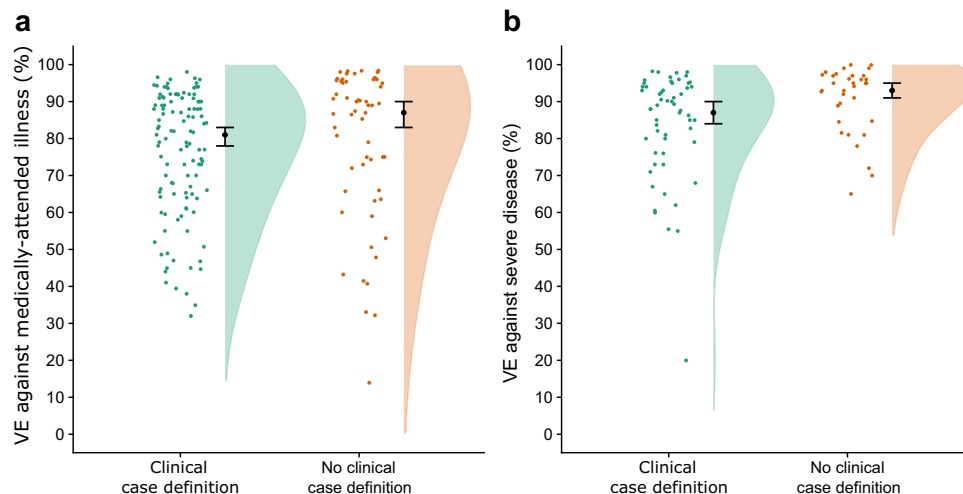 a
VE against medically-attended illness (%)
100
90
80
70
60
50
40
30
20
10
0
Clinical
case definition
No clinical
case definition
b
VE against severe disease (%)
100
90
80
70
60
50
40
30
20
10
0
Clinical
case definition
No clinical
case definition